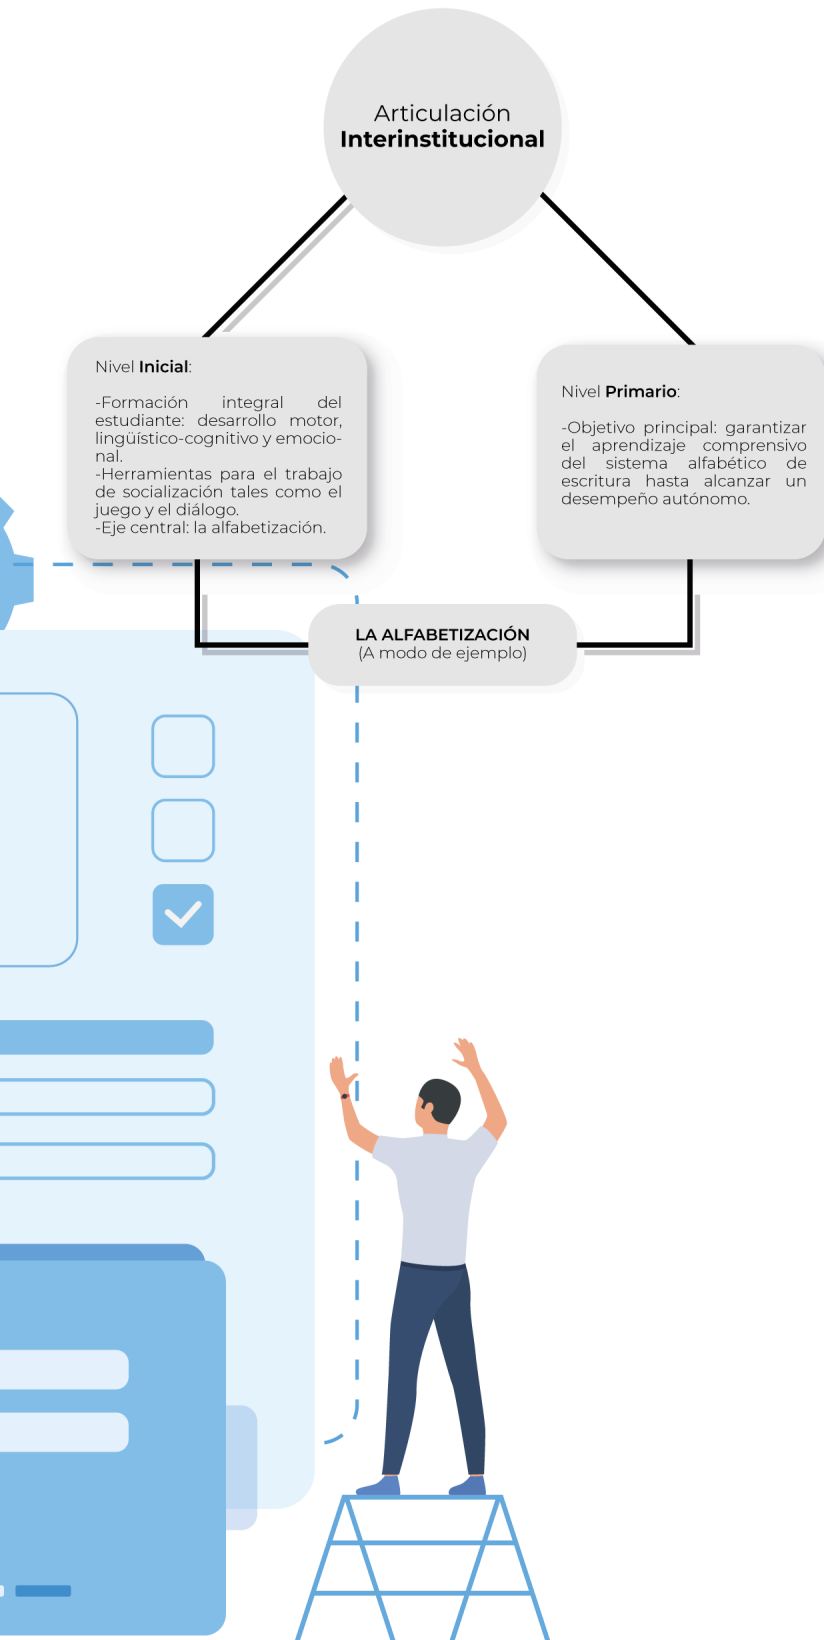 Articulación
Interinstitucional
Nivel Inicial:
-Formación integral del
estudiante: desarrollo motor,
lingüístico-cognitivo y emocio-
nal.
-Herramientas para el trabajo
de socialización tales como el
juego y el diálogo.
-Eje central: la alfabetización.
Nivel Primario:
-Objetivo principal: garantizar
el aprendizaje comprensivo
del sistema alfabético de
escritura hasta alcanzar un
desempeño autónomo.
LA ALFABETIZACIÓN
(A modo de ejemplo)